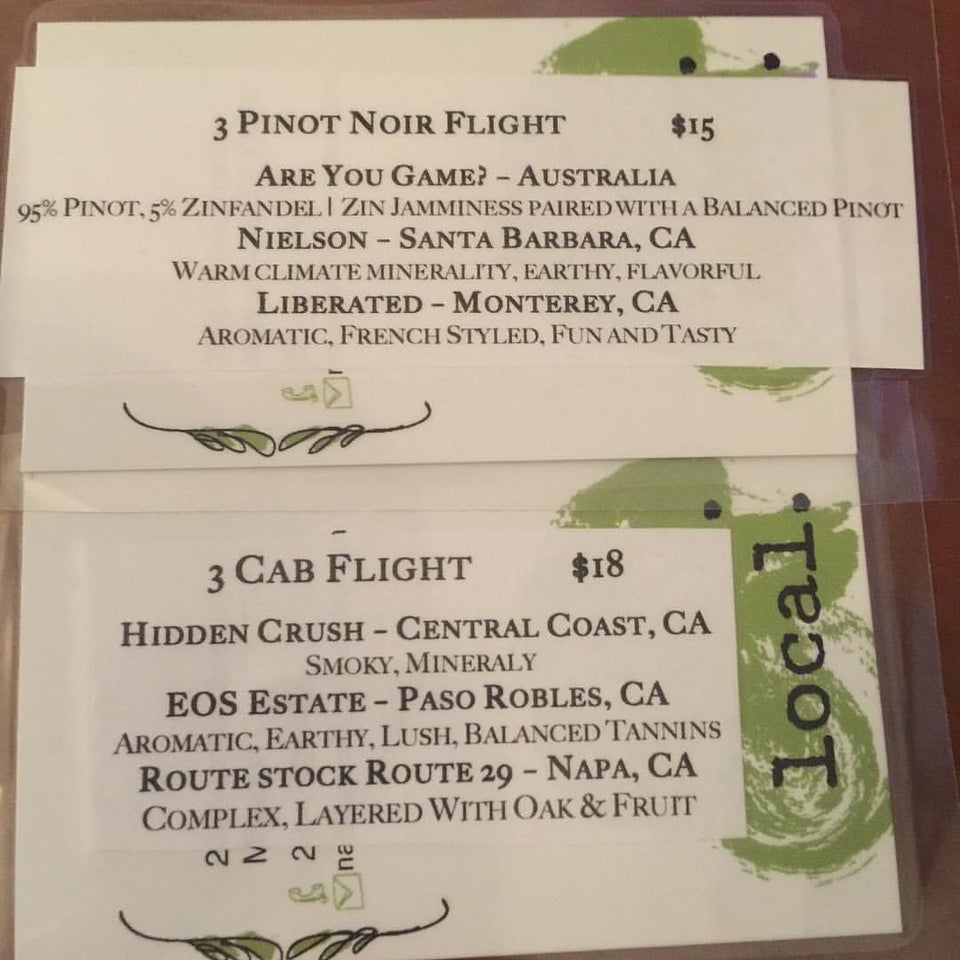 3 PINOT NOIR FLIGHT $15
ARE YOU GAME? – AUSTRALIA
95% PINOT, 5% ZINFANDEL | ZIN JAMMINESS PAIRED WITH A BALANCED PINOT
NIELSON – SANTA BARBARA, CA
WARM CLIMATE MINERALITY, EARTHY, FLAVORFUL
LIBERATED – MONTEREY, CA
AROMATIC, FRENCH STYLED, FUN AND TASTY
3 CAB FLIGHT $18
HIDDEN CRUSH – CENTRAL COAST, CA
SMOKY, MINERALY
EOS ESTATE – PASO ROBLES, CA
AROMATIC, EARTHY, LUSH, BALANCED TANNINS
ROUTE STOCK ROUTE 29 – NAPA, CA
COMPLEX, LAYERED WITH OAK & FRUIT
.local.